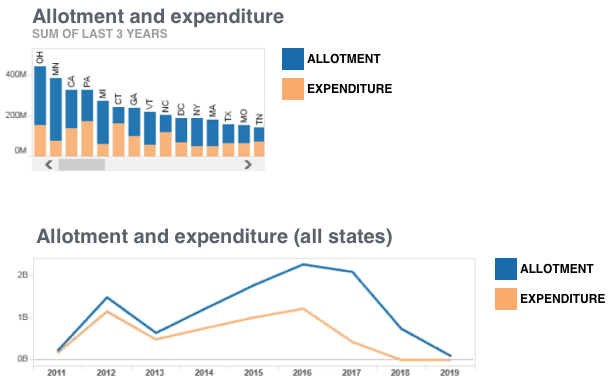 Allotment and expenditure
SUM OF LAST 3 YEARS
ALLOTMENT
EXPENDITURE
400M
200M
0M
OH MN CA PA MI CT GA VT NC DC NY MA TX MO TN
Allotment and expenditure (all states)
ALLOTMENT
EXPENDITURE
2B
1B
0B
2011 2012 2013 2014 2015 2016 2017 2018 2019